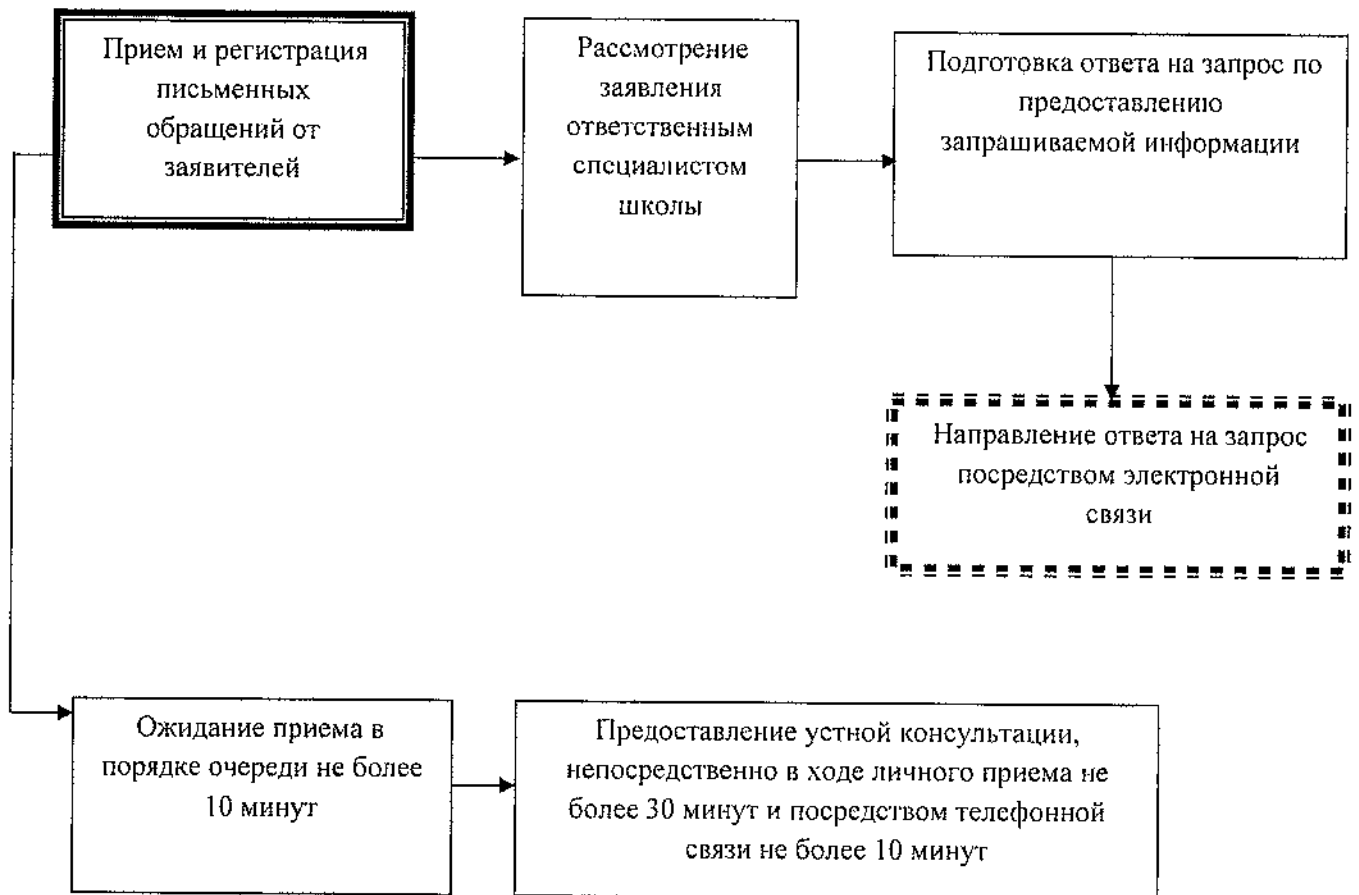 Прием и регистрация
письменных
обращений от
заявителей
Рассмотрение
заявления
ответственным
специалистом
школы
Подготовка ответа на запрос по
предоставлению
запрашиваемой информации
Направление ответа на запрос
посредством электронной
связи
Ожидание приема в
порядке очереди не более
10 минут
Предоставление устной консультации,
непосредственно в ходе личного приема не
более 30 минут и посредством телефонной
связи не более 10 минут